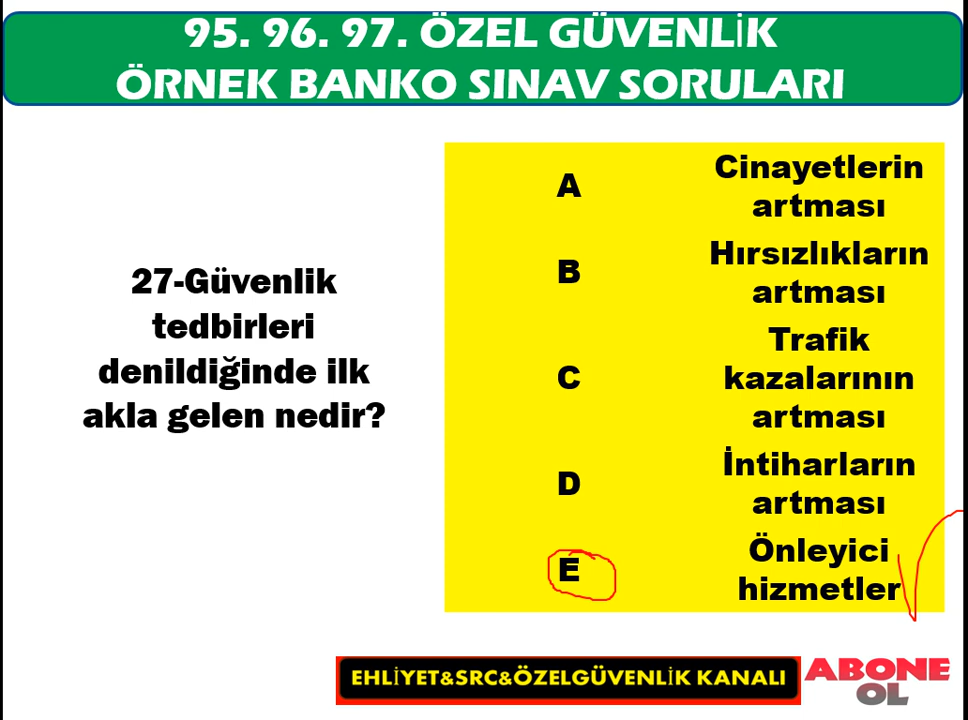 95. 96. 97. ÖZEL GÜVENLİK
ÖRNEK BANKO SINAV SORULARI
27-Güvenlik
tedbirleri
denildiğinde ilk
akla gelen nedir?
A
Cinayetlerin
artması
B
Hırsızlıkların
artması
C
Trafik
kazalarının
artması
D
İntiharların
artması
E
Önleyici
hizmetler
EHLİYET&SRC&ÖZELGÜVENLİK KANALI
ABONE
OL